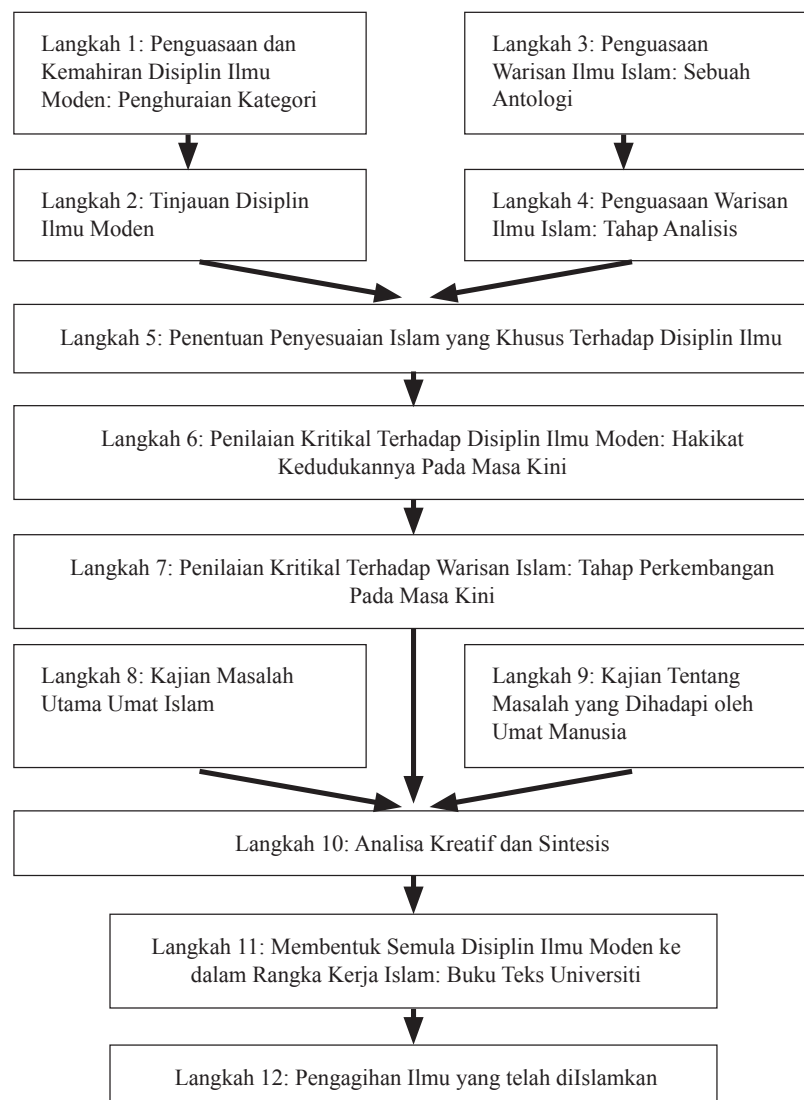 Langkah 1: Penguasaan dan
Kemahiran Disiplin Ilmu
Moden: Penghuraian Kategori
Langkah 3: Penguasaan
Warisan Ilmu Islam: Sebuah
Antologi
Langkah 2: Tinjauan Disiplin
Ilmu Moden
Langkah 4: Penguasaan Warisan
Ilmu Islam: Tahap Analisis
Langkah 5: Penentuan Penyesuaian Islam yang Khusus Terhadap Disiplin Ilmu
Langkah 6: Penilaian Kritikal Terhadap Disiplin Ilmu Moden: Hakikat
Kedudukannya Pada Masa Kini
Langkah 7: Penilaian Kritikal Terhadap Warisan Islam: Tahap Perkembangan
Pada Masa Kini
Langkah 8: Kajian Masalah
Utama Umat Islam
Langkah 9: Kajian Tentang
Masalah yang Dihadapi oleh
Umat Manusia
Langkah 10: Analisa Kreatif dan Sintesis
Langkah 11: Membentuk Semula Disiplin Ilmu Moden ke
dalam Rangka Kerja Islam: Buku Teks Universiti
Langkah 12: Pengagihan Ilmu yang telah diIslamkan